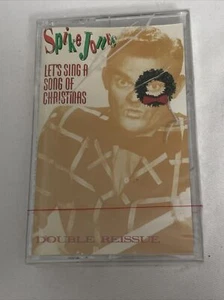 Spike Jones
LET'S SING A
SONG OF
CHRISTMAS
DOUBLE REISSUE